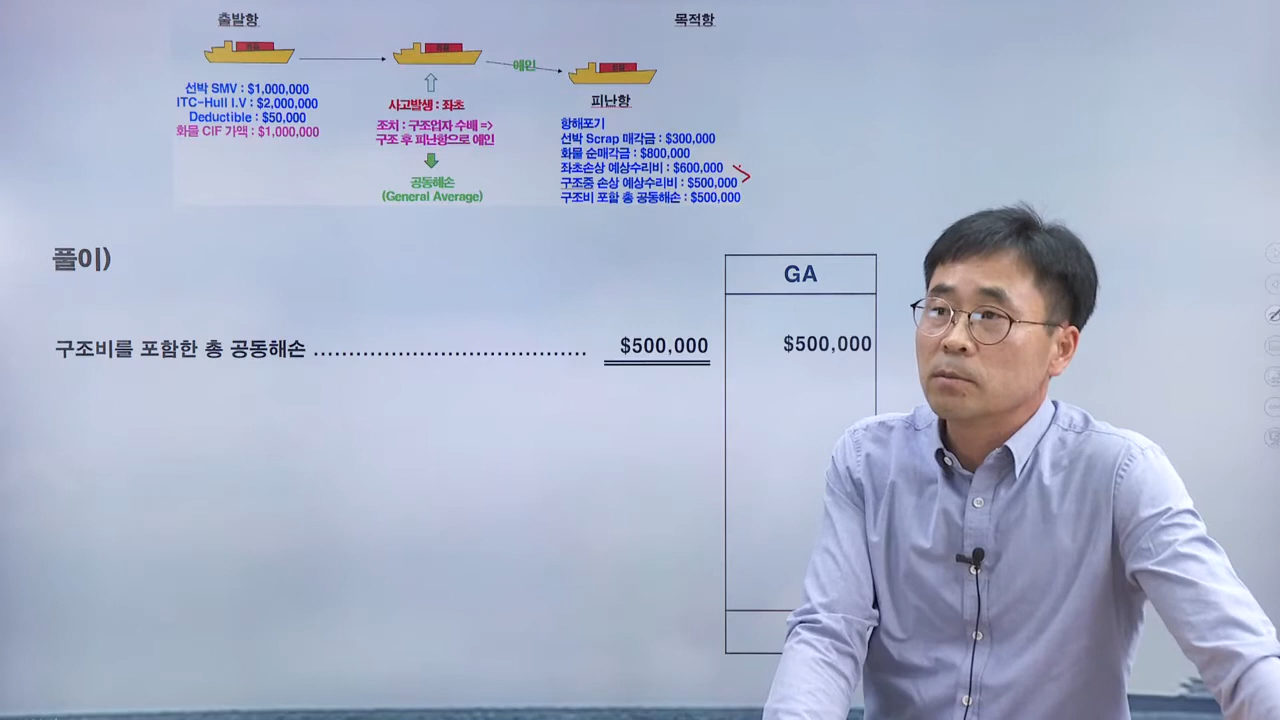 출발항
목적항
화물
화물
화물
예인
선박 SMV : $1,000,000
ITC-Hull I.V : $2,000,000
Deductible : $50,000
화물 CIF 가액 : $1,000,000
사고발생 : 좌초
조치 : 구조업자 수배 =>
구조 후 피난항으로 예인
공동해손
(General Average)
피난항
항해포기
선박 Scrap 매각금 : $300,000
화물 순매각금 : $800,000
좌초손상 예상수리비 : $600,000
구조중 손상 예상수리비 : $500,000
구조비 포함 총 공동해손 : $500,000
풀이)
GA
구조비를 포함한 총 공동해손 ....................................... $500,000 $500,000